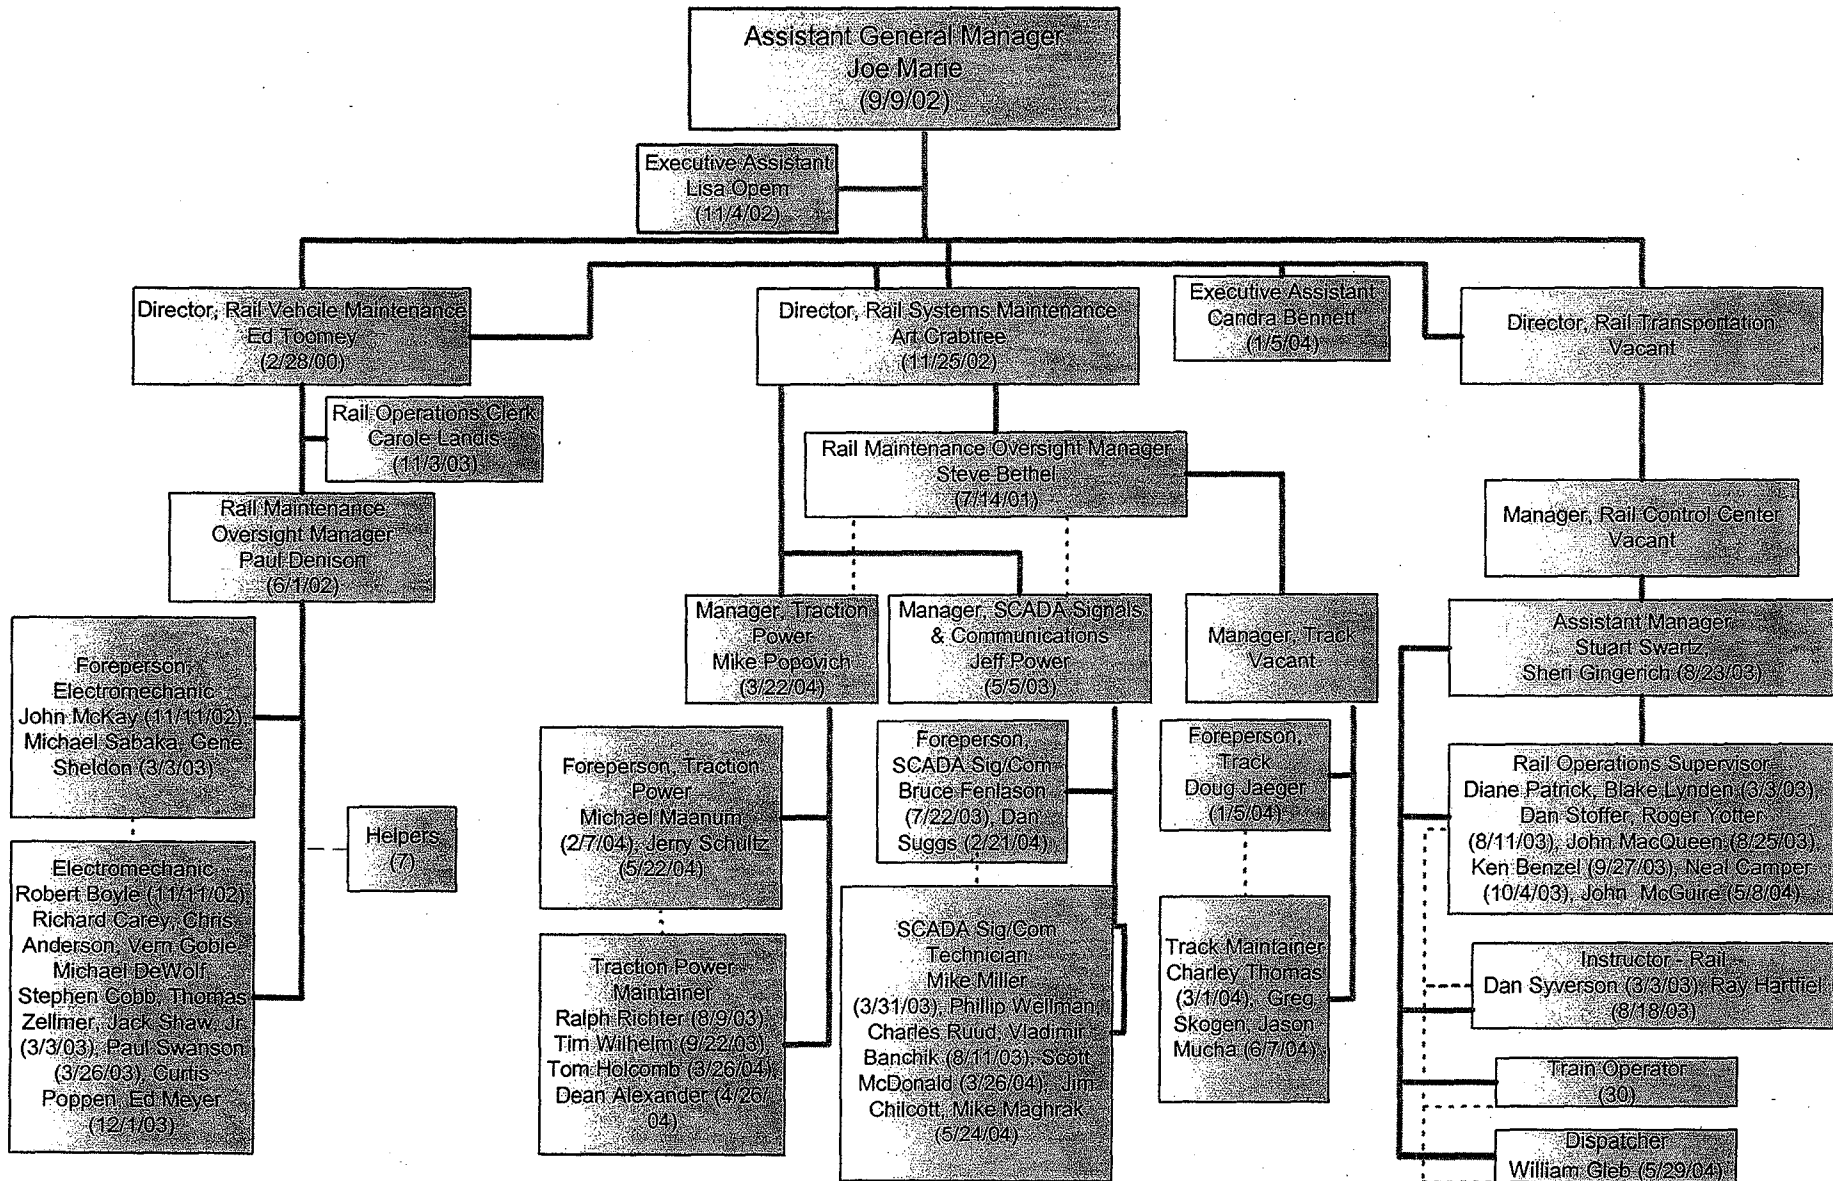 Assistant General Manager
Joe Marie
(9/9/02)
Executive Assistant
Lisa Opem
(11/4/02)
Director, Rail Vehcile Maintenance
Ed Toomey
(2/28/00)
Director, Rail Systems Maintenance
Art Crabtree
(11/25/02)
Executive Assistant
Candra Bennett
(1/5/04)
Director, Rail Transportation
Vacant
Rail Operations Clerk
Carole Landis
(11/3/03)
Rail Maintenance Oversight Manager
Steve Bethel
(7/14/01)
Rail Maintenance
Oversight Manager
Paul Denison
(6/1/02)
Manager, Rail Control Center
Vacant
Manager, Traction
Power
Mike Popovich
(3/22/04)
Manager, SCADA Signals
& Communications
Jeff Power
(5/5/03)
Manager, Track
Vacant
Assistant Manager
Stuart Swartz,
Sheri Gingerich (8/23/03)
Foreperson,
Electromechanic
John McKay (11/11/02),
Michael Sabaka, Gene
Sheldon (3/3/03)
Foreperson, Traction
Power
Michael Maanum
(2/7/04), Jerry Schultz
(5/22/04)
Foreperson,
SCADA Sig/Com
Bruce Fenlason
(7/22/03), Dan
Suggs (2/21/04)
Foreperson,
Track
Doug Jaeger
(1/5/04)
Rail Operations Supervisor
Diane Patrick, Blake Lynden (3/3/03),
Dan Stoffer, Roger Yotter
(8/11/03), John MacQueen (8/25/03),
Ken Benzel (9/27/03), Neal Camper
(10/4/03), John McGuire (5/8/04)
Helpers
(7)
Electromechanic
Robert Boyle (11/11/02),
Richard Carey, Chris
Anderson, Vern Goble,
Michael DeWolf,
Stephen Cobb, Thomas
Zellmer, Jack Shaw, Jr
(3/3/03), Paul Swanson
(3/26/03), Curtis
Poppen, Ed Meyer
(12/1/03)
Traction Power
Maintainer
Ralph Richter (8/9/03)
Tim Wilhelm (9/22/03),
Tom Holcomb (3/26/04),
Dean Alexander (4/26/
04)
SCADA Sig/Com
Technician
Mike Miller
(3/31/03), Phillip Wellman,
Charles Ruud, Vladimir
Banchik (8/11/03), Scott
McDonald (3/26/04), Jim
Chilcott, Mike Maghrak
(5/24/04)
Track Maintainer
Charley Thomas
(3/1/04), Greg
Skogen, Jason
Mucha (6/7/04)
Instructor - Rail
Dan Syverson (3/3/03), Ray Hartfiel
(8/18/03)
Train Operator
(30)
Dispatcher
William Gleb (5/29/04)